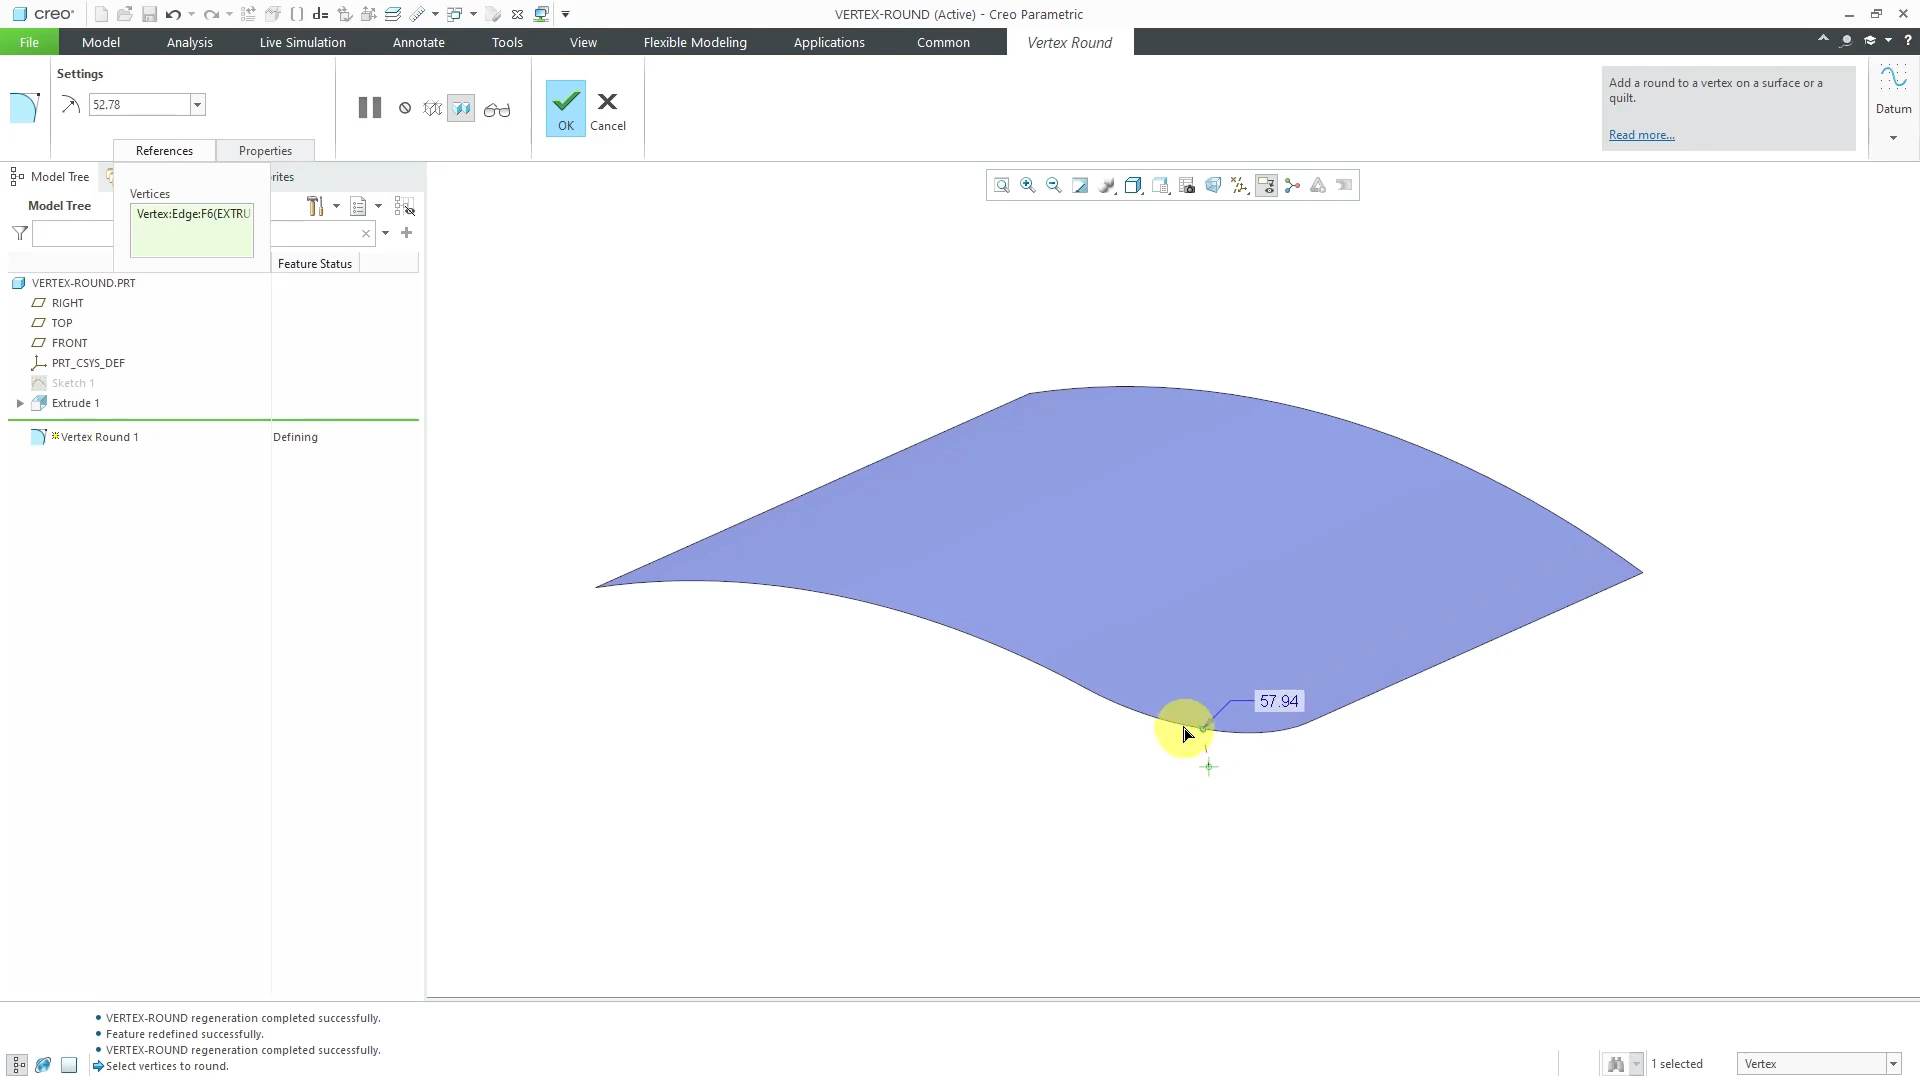 creo
VERTEX-ROUND (Active) - Creo Parametric
File
Model
Analysis
Live Simulation
Annotate
Tools
View
Flexible Modeling
Applications
Common
Vertex Round
Settings
52.78
OK
Cancel
References
Properties
Add a round to a vertex on a surface or a
quilt.
Read more...
Datum
Model Tree
rites
Vertices
Vertex:Edge:F6(EXTRU
Model Tree
Feature Status
VERTEX-ROUND.PRT
RIGHT
TOP
FRONT
PRT_CSYS_DEF
Sketch 1
Extrude 1
Vertex Round 1
Defining
57.94
VERTEX-ROUND regeneration completed successfully.
Feature redefined successfully.
VERTEX-ROUND regeneration completed successfully.
Select vertices to round.
1 selected
Vertex